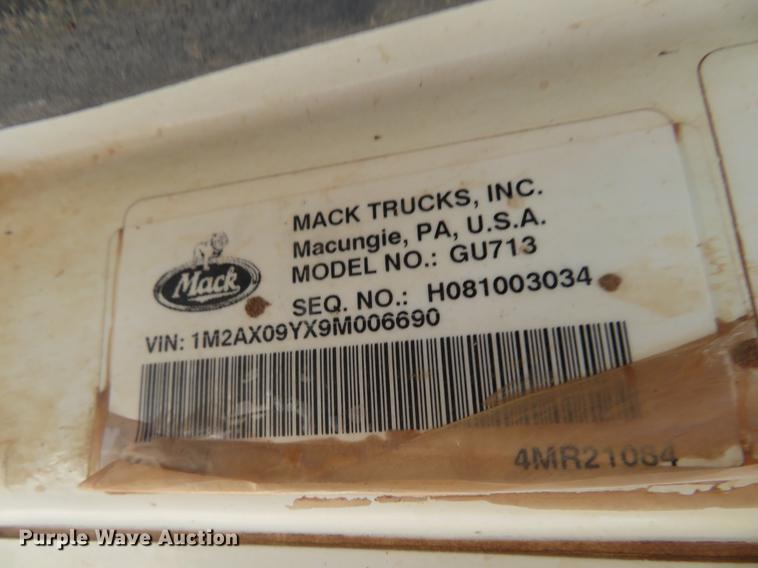 MACK TRUCKS, INC.
Macungie, PA, U.S.A.
MODEL NO.: GU713
SEQ. NO.: H081003034
Mack
VIN: 1M2AX09YX9M006690
4MR21084
Purple Wave Auction